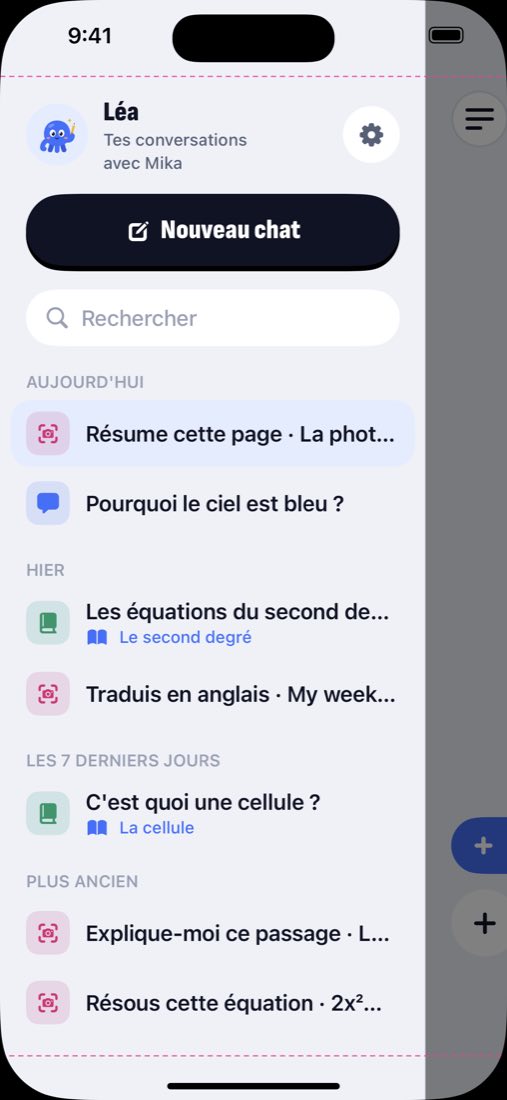 9:41
Léa
Tes conversations
avec Mika
Nouveau chat
Rechercher
AUJOURD'HUI
Résume cette page · La phot...
Pourquoi le ciel est bleu ?
HIER
Les équations du second de...
Le second degré
Traduis en anglais · My week...
LES 7 DERNIERS JOURS
C'est quoi une cellule ?
La cellule
PLUS ANCIEN
Explique-moi ce passage · L...
Résous cette équation · 2x²...